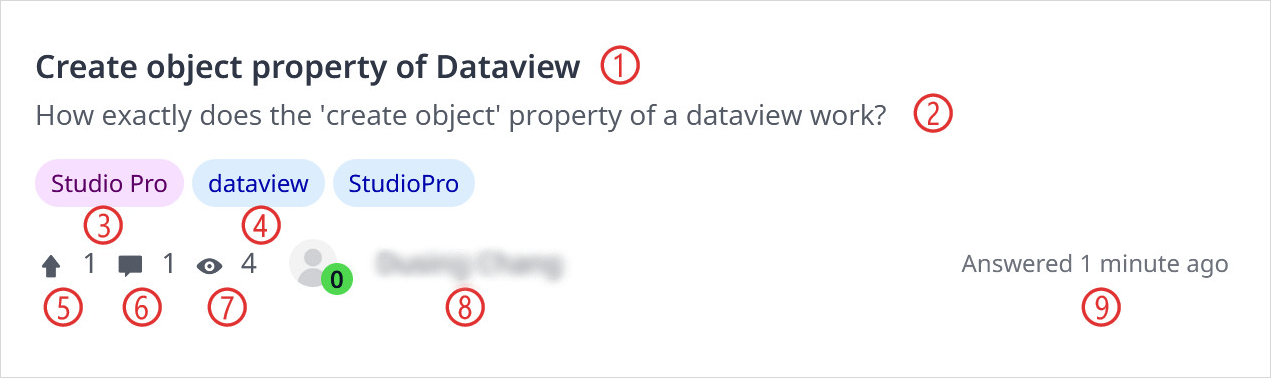 Create object property of Dataview ①
How exactly does the 'create object' property of a dataview work? ②
Studio Pro dataview StudioPro
③ ④
1 1 4 0 Answered 1 minute ago
⑤ ⑥ ⑦ ⑧ ⑨